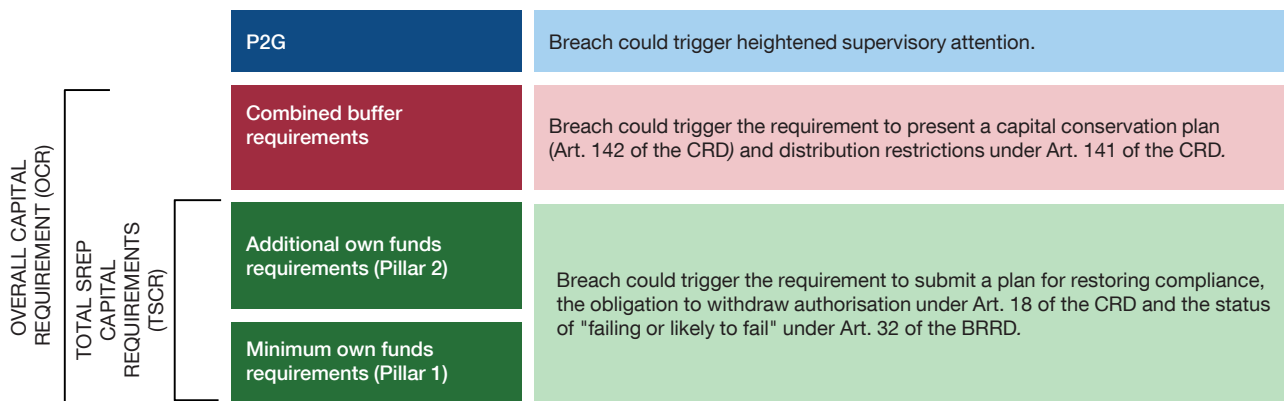 P2G
Breach could trigger heightened supervisory attention.
Combined buffer
requirements
Breach could trigger the requirement to present a capital conservation plan
(Art. 142 of the CRD) and distribution restrictions under Art. 141 of the CRD.
OVERALL CAPITAL
REQUIREMENT (OCR)
TOTAL SREP
CAPITAL
REQUIREMENTS
(TSCR)
Additional own funds
requirements (Pillar 2)
Minimum own funds
requirements (Pillar 1)
Breach could trigger the requirement to submit a plan for restoring compliance,
the obligation to withdraw authorisation under Art. 18 of the CRD and the status
of "failing or likely to fail" under Art. 32 of the BRRD.